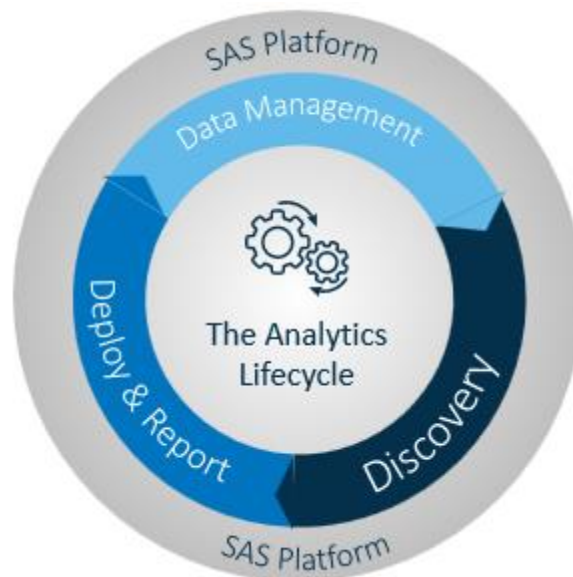 SAS Platform
Data Management
The Analytics
Lifecycle
Deploy & Report
Discovery
SAS Platform